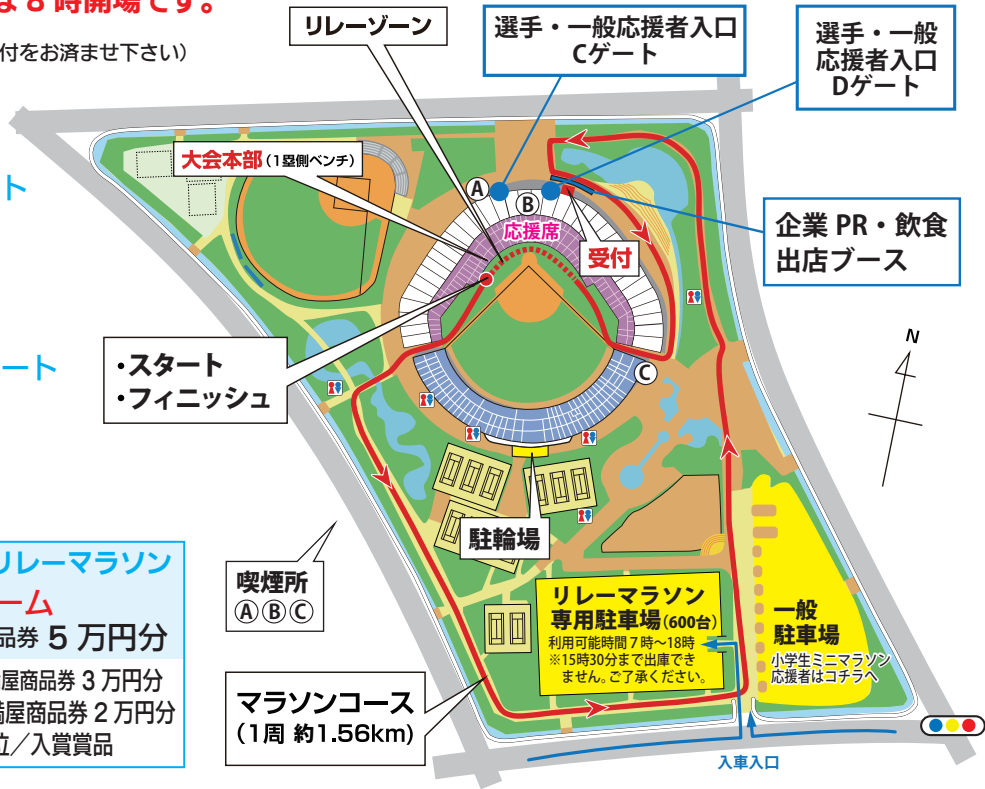 は8時開場です。
付をお済ませ下さい）
リレーゾーン
選手・一般応援者入口
Cゲート
選手・一般
応援者入口
Dゲート
大会本部（1塁側ベンチ）
A
B
応援席
受付
企業 PR・飲食
出店ブース
ト
ート
・スタート
・フィニッシュ
C
N
駐輪場
喫煙所
ⒶⒷⒸ
リレーマラソン
専用駐車場（600台）
利用可能時間7時～18時
※15時30分まで出庫でき
ません。ご了承ください。
一般
駐車場
小学生ミニマラソン
応援者はコチラへ
マラソンコース
（1周 約1.56km）
入車入口
リレーマラソン
ーム
品券 5 万円分
屋商品券 3 万円分
屋商品券 2 万円分
位／入賞賞品